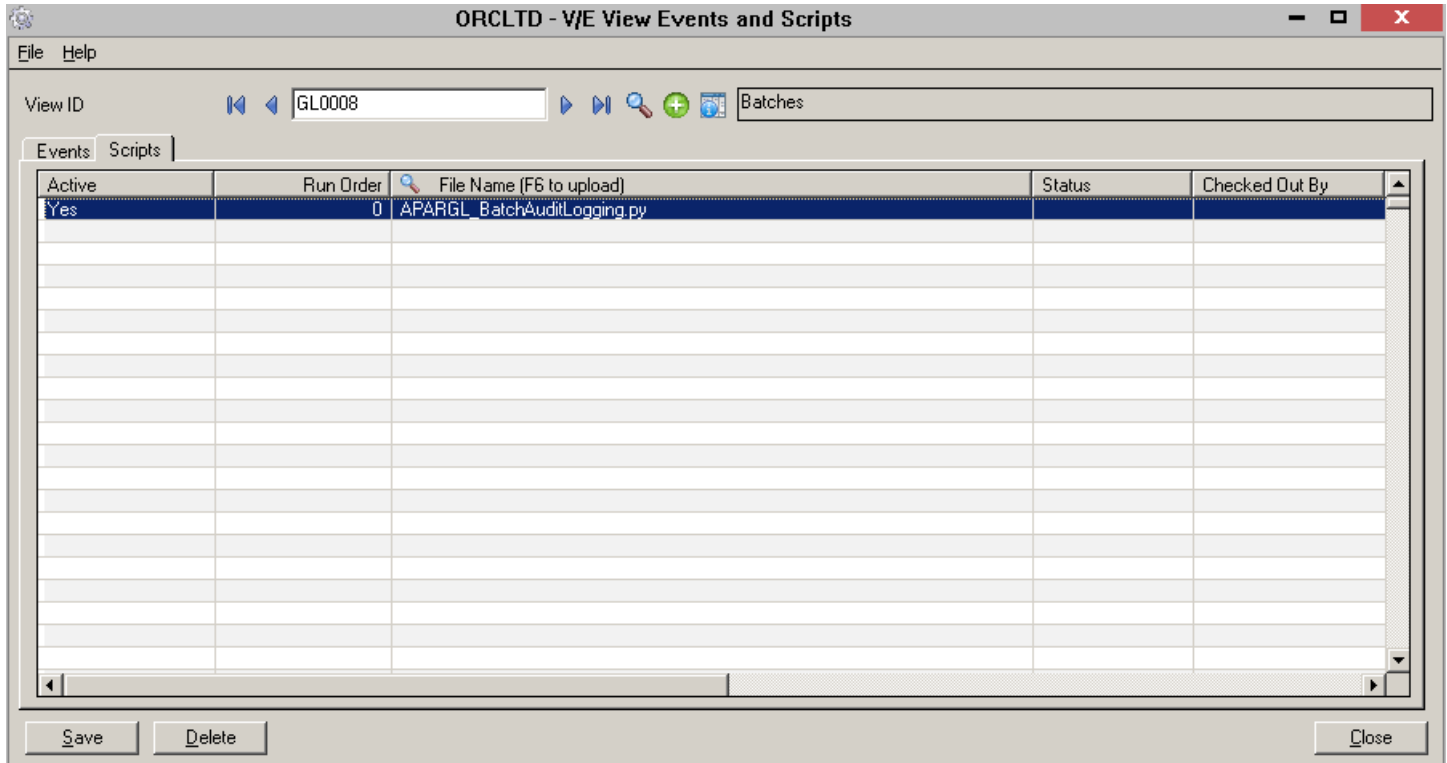 ORCLTD - V/E View Events and Scripts
File Help
View ID GL0008 Batches
Events Scripts
Active Run Order File Name (F6 to upload) Status Checked Out By
Yes 0 APARGL_BatchAuditLogging.py
Save Delete Close